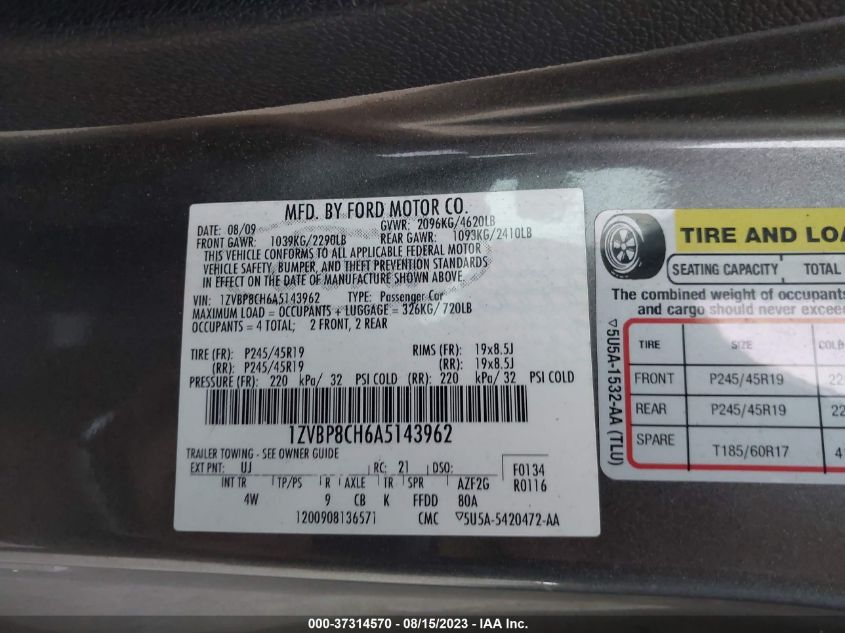 MFD. BY FORD MOTOR CO.
DATE: 08/09 GVWR: 2096KG/4620LB
FRONT GAWR: 1039KG/2290LB REAR GAWR: 1093KG/2410LB
THIS VEHICLE CONFORMS TO ALL APPLICABLE FEDERAL MOTOR
VEHICLE SAFETY, BUMPER, AND THEFT PREVENTION STANDARDS
IN EFFECT ON THE DATE OF MANUFACTURE SHOWN ABOVE.
VIN: 1ZVBP8CH6A5143962 TYPE: Passenger Car
MAXIMUM LOAD = OCCUPANTS + LUGGAGE = 326KG/ 720LB
OCCUPANTS = 4 TOTAL; 2 FRONT, 2 REAR
TIRE (FR): P245/45R19 RIMS (FR): 19x8.5J
(RR): P245/45R19 (RR): 19x8.5J
PRESSURE (FR): 220 kPa/ 32 PSI COLD (RR): 220 kPa/ 32 PSI COLD
1ZVBP8CH6A5143962
TRAILER TOWING - SEE OWNER GUIDE
EXT PNT: UJ RC: 21 DSO: F0134
INT TR TP/PS R AXLE TR SPR AZF2G R0116
4W 9 CB K FFDD 80A
1200908136571 CMC ▽5U5A-5420472-AA
TIRE AND LOA
SEATING CAPACITY TOTAL
The combined weight of occupants
and cargo should never excee
TIRE SIZE COL
FRONT P245/45R19 22
REAR P245/45R19 22
SPARE T185/60R17 4
▽5U5A-1532-AA (TLU)
000-37314570 - 08/15/2023 - IAA Inc.